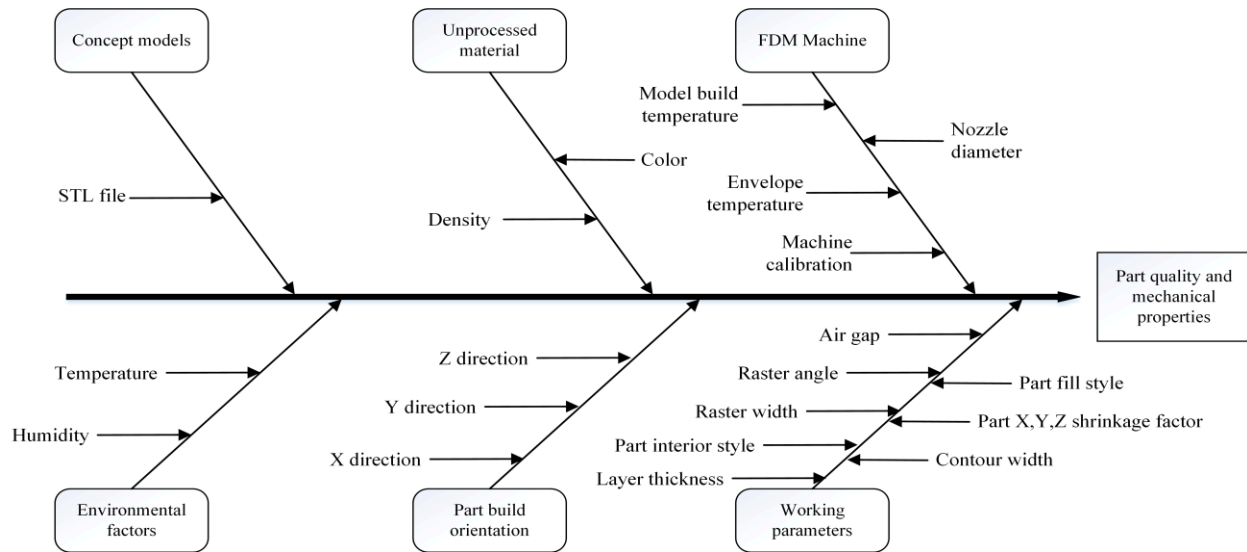 Concept models
Unprocessed
material
FDM Machine
Model build
temperature
Nozzle
diameter
Color
Envelope
temperature
STL file
Density
Machine
calibration
Part quality and
mechanical
properties
Air gap
Z direction
Temperature
Raster angle
Part fill style
Y direction
Raster width
Part X,Y,Z shrinkage factor
Humidity
Part interior style
X direction
Contour width
Layer thickness
Environmental
factors
Part build
orientation
Working
parameters